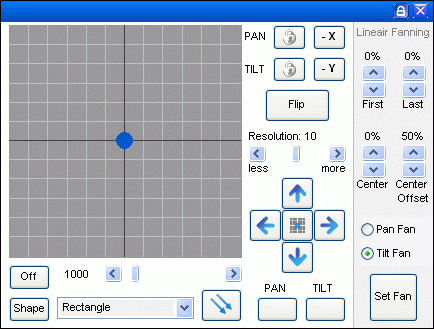 PAN
- X
TILT
- Y
Flip
Resolution: 10
less
more
Off
1000
Shape
Rectangle
PAN
TILT
Lineair Fanning
0%
0%
First
Last
0%
50%
Center
Center
Offset
Pan Fan
Tilt Fan
Set Fan